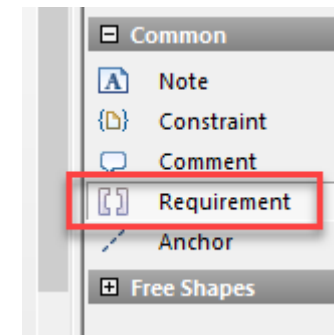 Common
Note
Constraint
Comment
Requirement
Anchor
Free Shapes